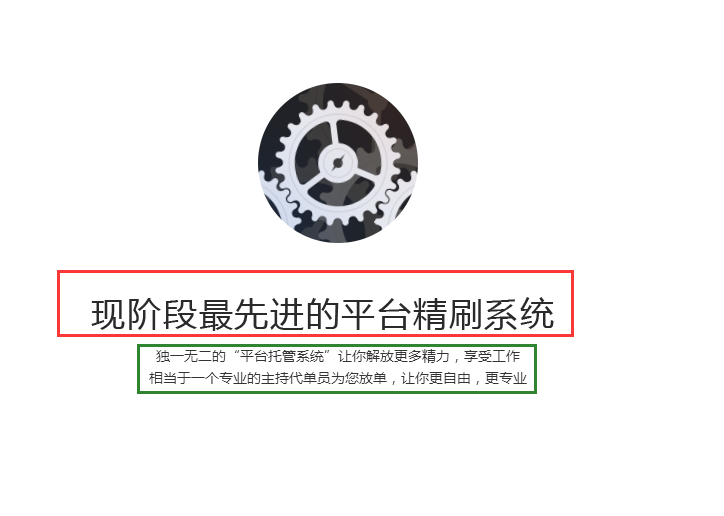 现阶段最先进的平台精刷系统
独一无二的“平台托管系统”让你解放更多精力，享受工作
相当于一个专业的主持代单员为您放单，让你更自由，更专业